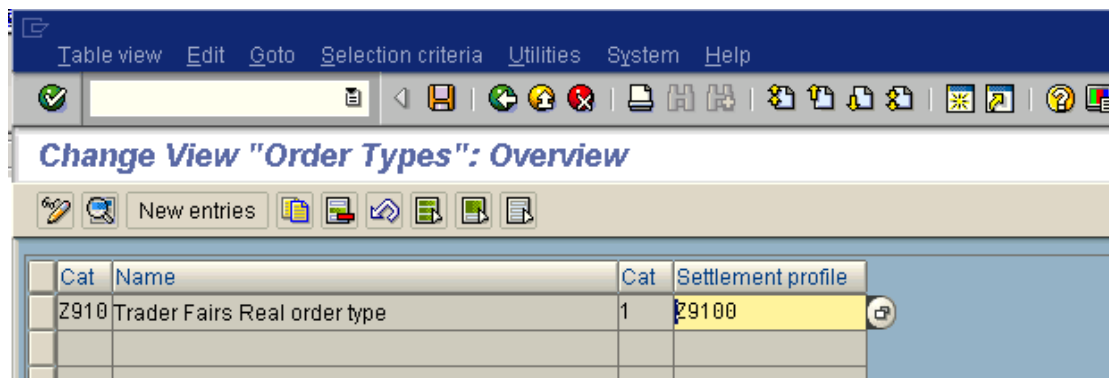 Table view Edit Goto Selection criteria Utilities System Help
Change View "Order Types": Overview
New entries
Cat Name Cat Settlement profile
Z910 Trader Fairs Real order type 1 Z9100